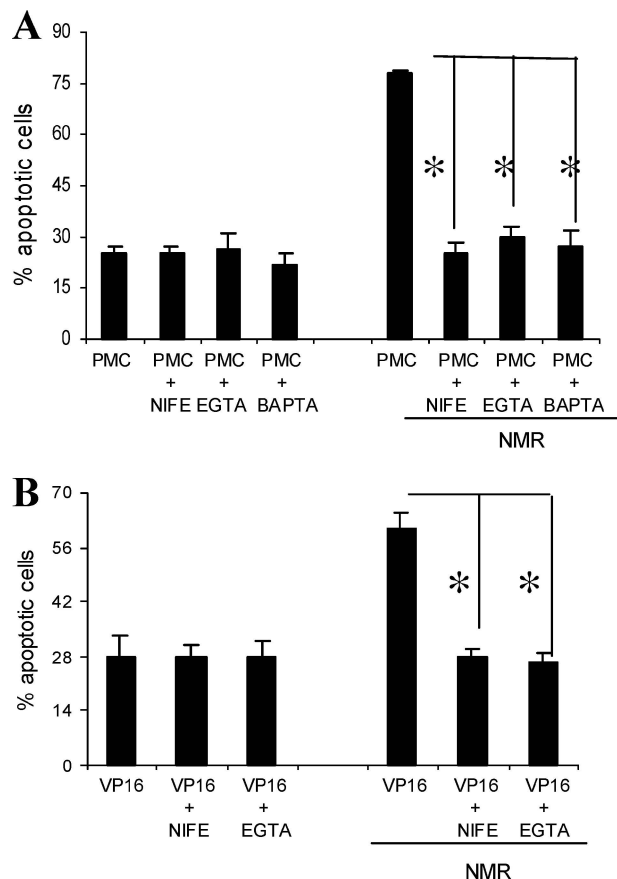 A
% apoptotic cells
90
75
60
45
30
15
0
* * *
PMC PMC PMC PMC PMC PMC PMC PMC
+ + + + + +
NIFE EGTA BAPTA NIFE EGTA BAPTA
NMR
B
% apoptotic cells
70
56
42
28
14
0
* *
VP16 VP16 VP16 VP16 VP16 VP16
+ + + +
NIFE EGTA NIFE EGTA
NMR